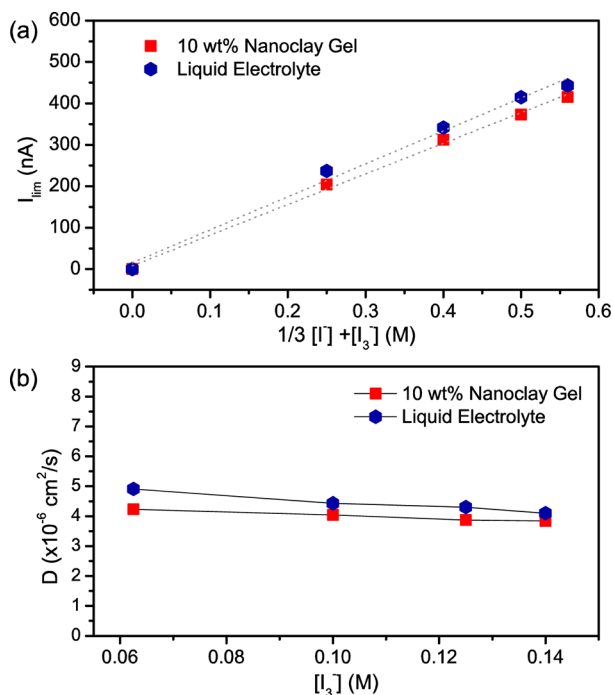 (a)
600
500
400
300
200
100
0
I_lim (nA)
10 wt% Nanoclay Gel
Liquid Electrolyte
0.0 0.1 0.2 0.3 0.4 0.5 0.6
1/3 [I⁻] +[I₃⁻] (M)
(b)
9
8
7
6
5
4
3
2
1
0
D (x10⁻⁶ cm²/s)
10 wt% Nanoclay Gel
Liquid Electrolyte
0.06 0.08 0.10 0.12 0.14
[I₃⁻] (M)